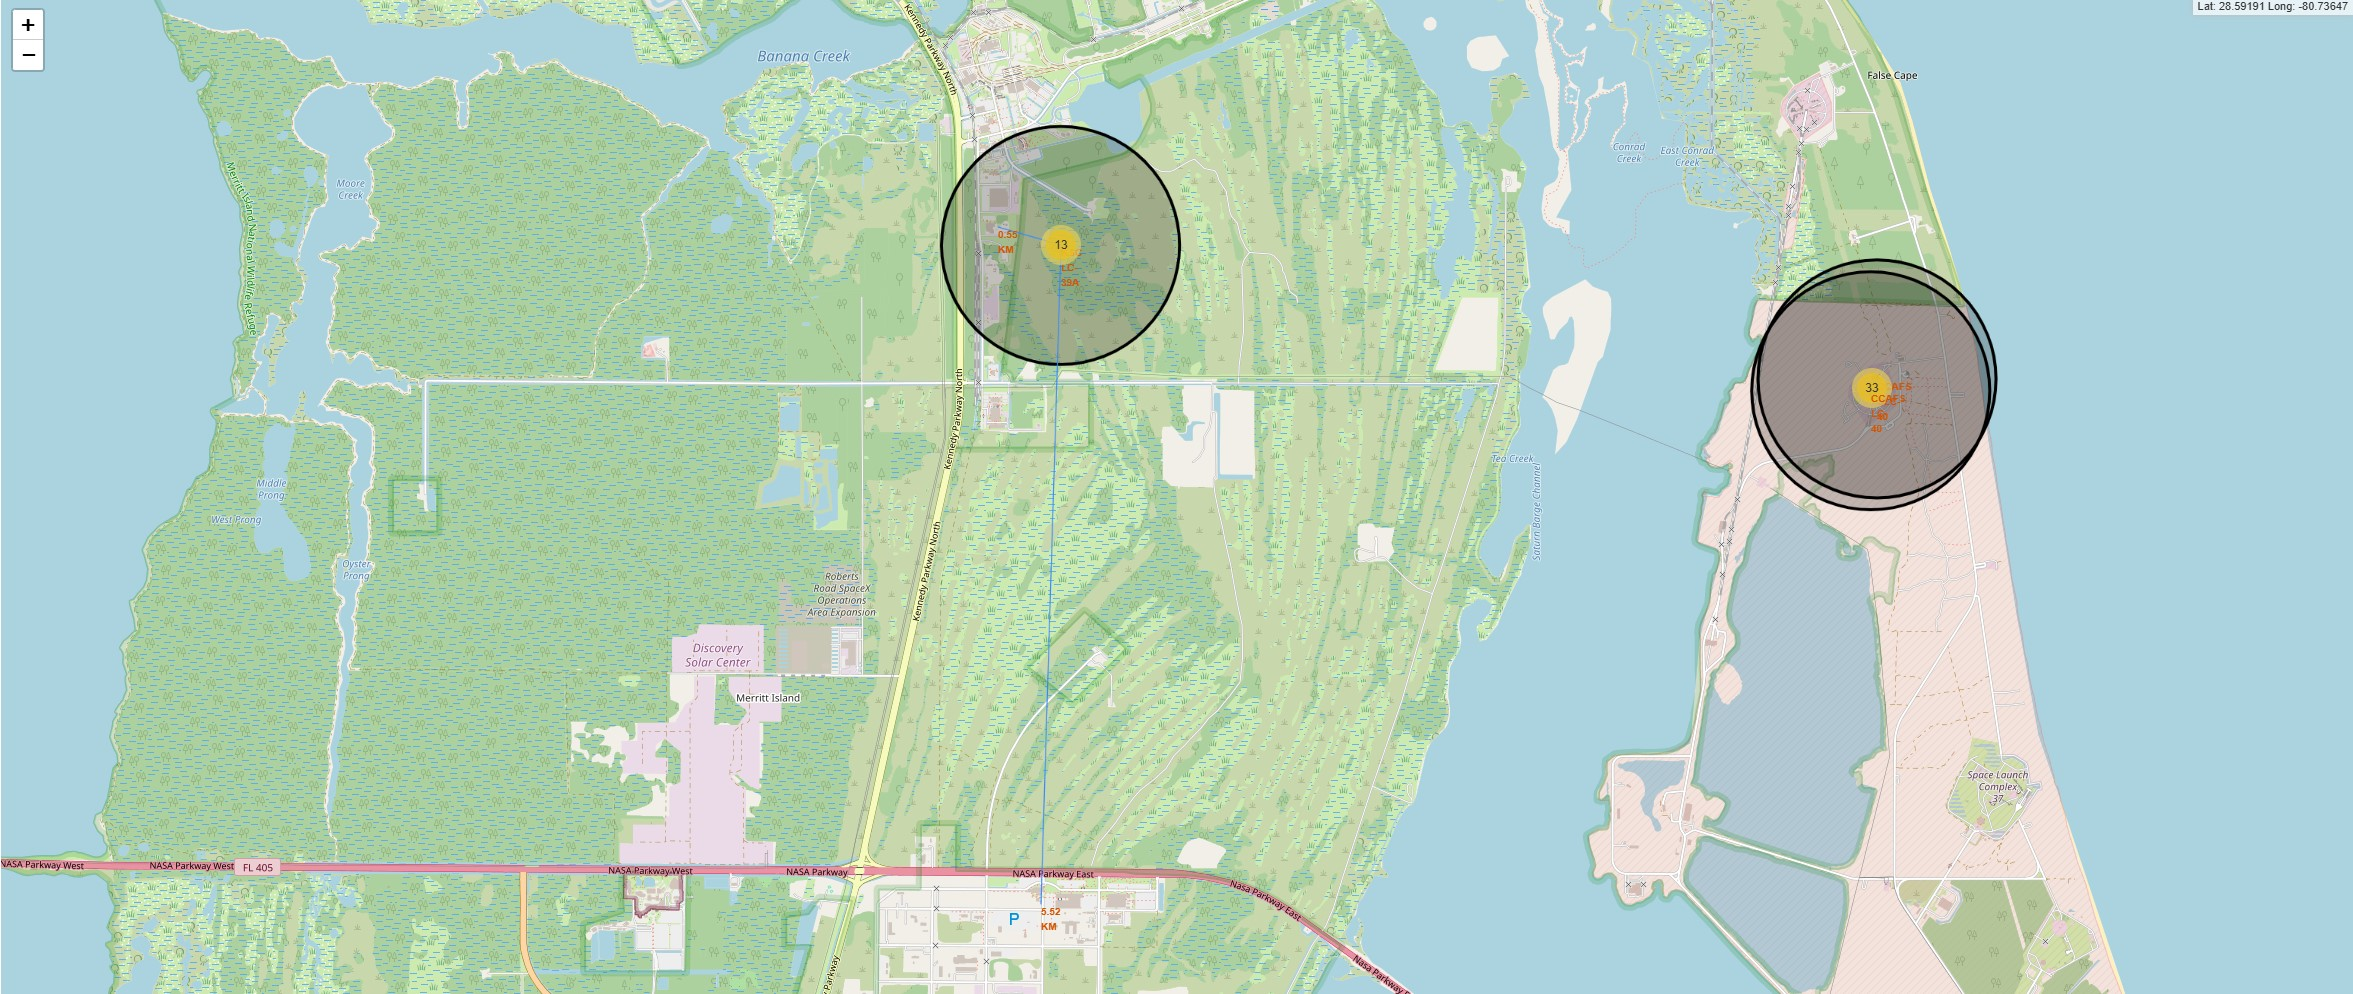 +
−
Lat: 28.59191 Long: -80.73647
Kennedy Parkway North
Banana Creek
False Cape
Conrad
Creek
East Conrad
Creek
Merritt Island National Wildlife Refuge
Moore
Creek
0.55
KM
13
LC
39A
33
AFS
CCAFS
40
40
Kennedy Parkway North
Tea Creek
Saturn Barge Channel
Middle
Prong
West Prong
Oyster
Prong
Kennedy Parkway North
Roberts
Road SpaceX
Operations
Area Expansion
Discovery
Solar Center
Merritt Island
Space Launch
Complex
37
NASA Parkway West
NASA Parkway West
FL 405
NASA Parkway West
NASA Parkway
NASA Parkway East
Nasa Parkway East
P
5.52
KM
Parkway
Nasa Parkway